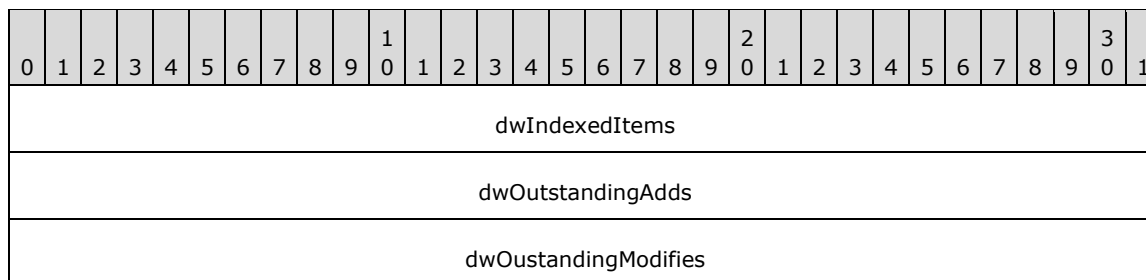 1 2 3
0 1 2 3 4 5 6 7 8 9 0 1 2 3 4 5 6 7 8 9 0 1 2 3 4 5 6 7 8 9 0 1
dwIndexedItems
dwOutstandingAdds
dwOustandingModifies